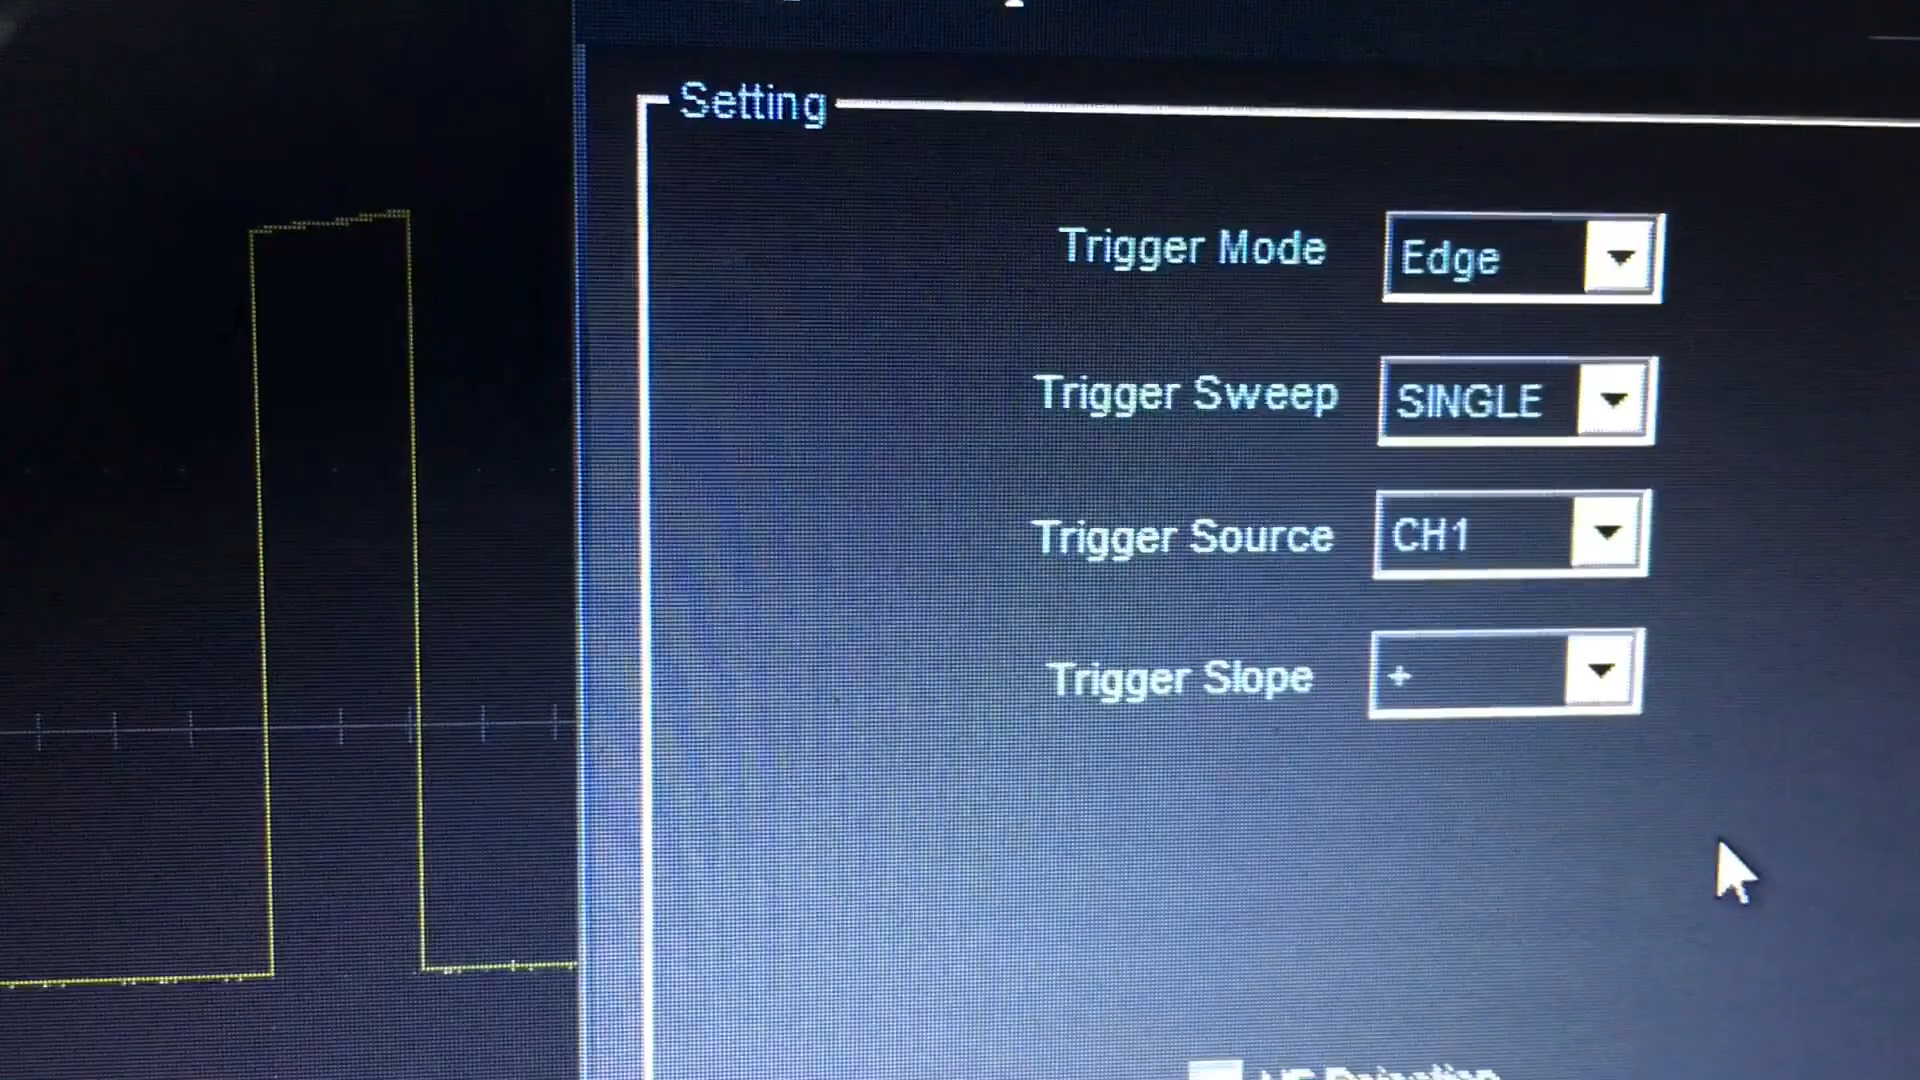 Setting
Trigger Mode Edge
Trigger Sweep SINGLE
Trigger Source CH1
Trigger Slope +